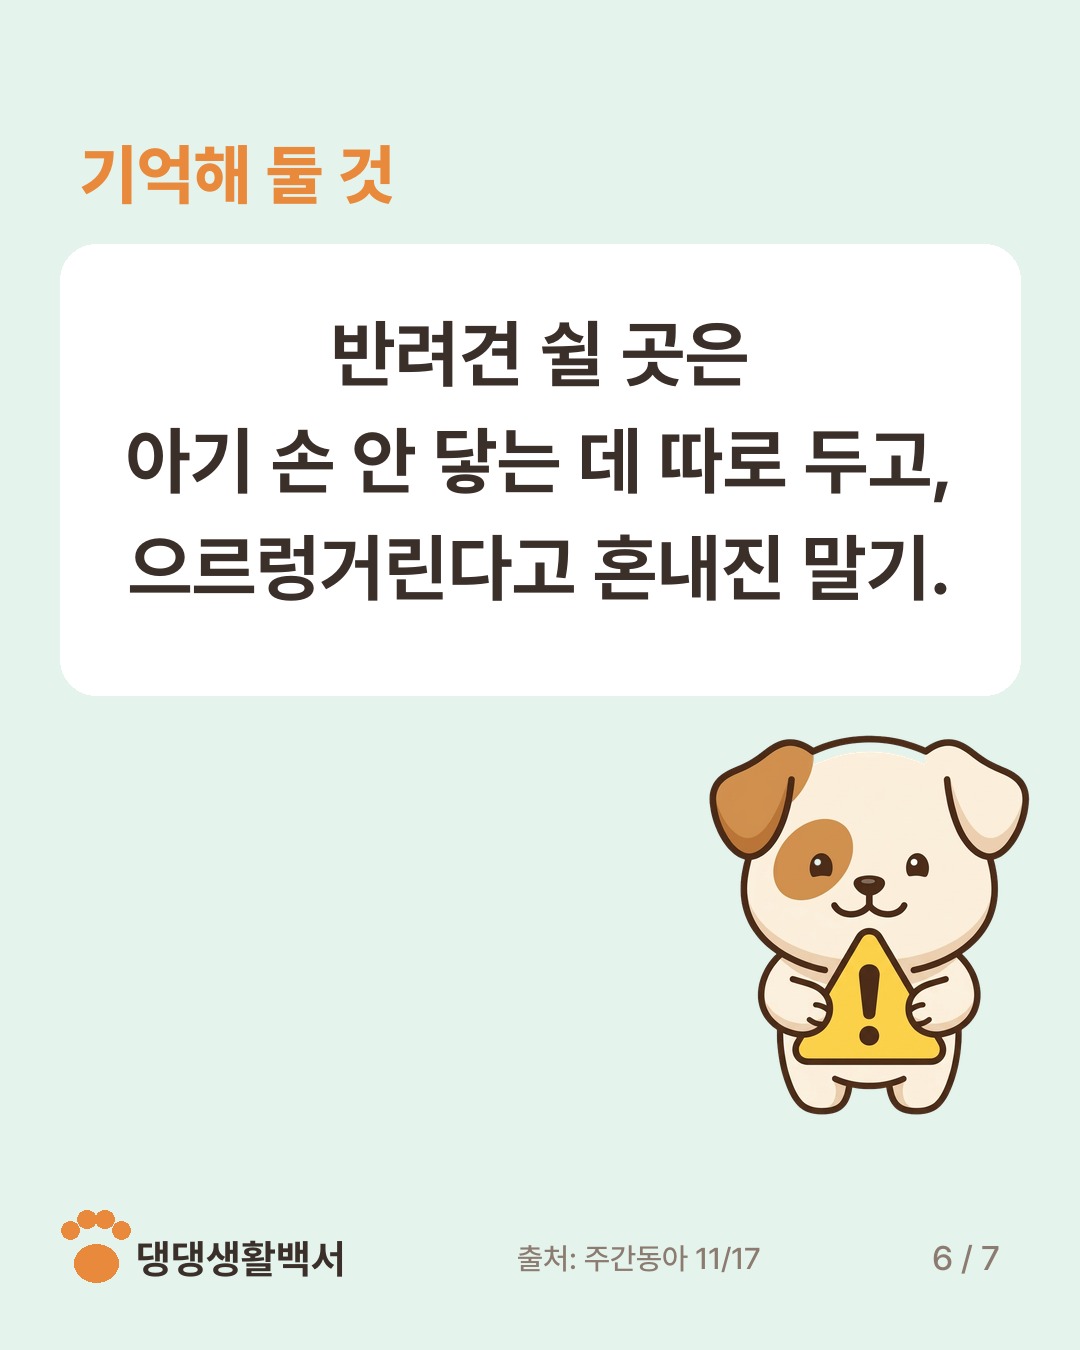 기억해 둘 것
반려견 쉴 곳은
아기 손 안 닿는 데 따로 두고,
으르렁거린다고 혼내진 말기.
!
댕댕생활백서
출처: 주간동아 11/17
6 / 7